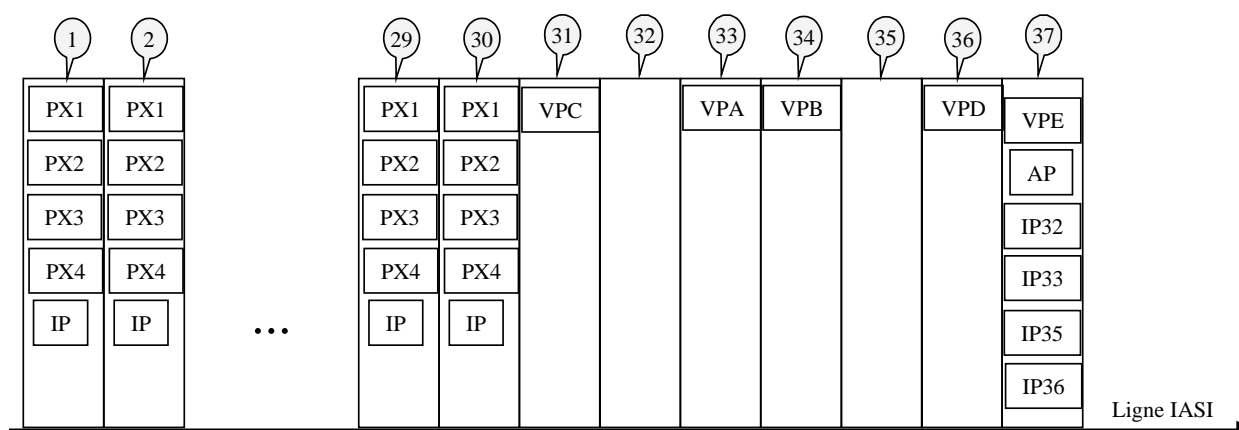 1 2 29 30 31 32 33 34 35 36 37
PX1 PX1 PX1 PX1 VPC VPA VPB VPD VPE
PX2 PX2 PX2 PX2 AP
PX3 PX3 PX3 PX3 IP32
PX4 PX4 PX4 PX4 IP33
IP IP ... IP IP IP35
IP36
Ligne IASI